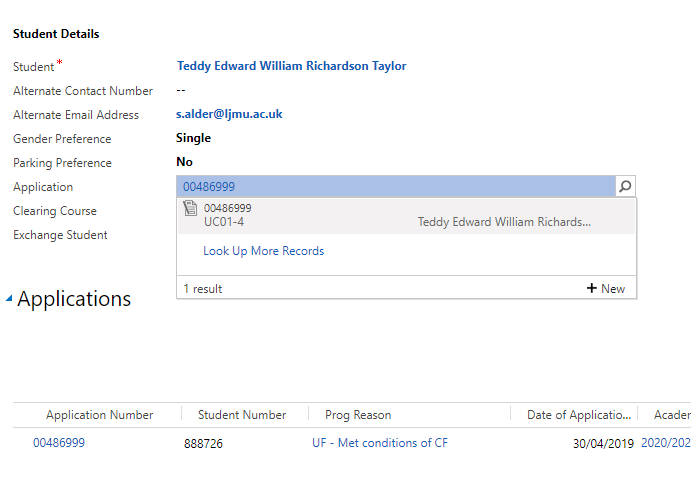 Student Details
Student* Teddy Edward William Richardson Taylor
Alternate Contact Number --
Alternate Email Address s.alder@ljmu.ac.uk
Gender Preference Single
Parking Preference No
Application 00486999
00486999
Clearing Course UC01-4 Teddy Edward William Richards...
Exchange Student
Look Up More Records
1 result + New
Applications
Application Number Student Number Prog Reason Date of Applicatio... Academ
00486999 888726 UF - Met conditions of CF 30/04/2019 2020/202